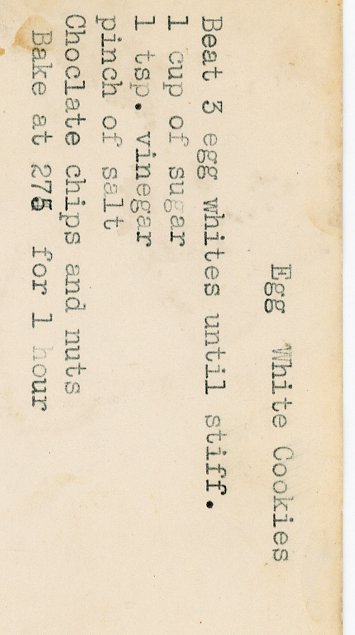 Egg White Cookies
Beat 3 egg whites until stiff.
1 cup of sugar
1 tsp. vinegar
pinch of salt
Choclate chips and nuts
Bake at 275 for 1 hour